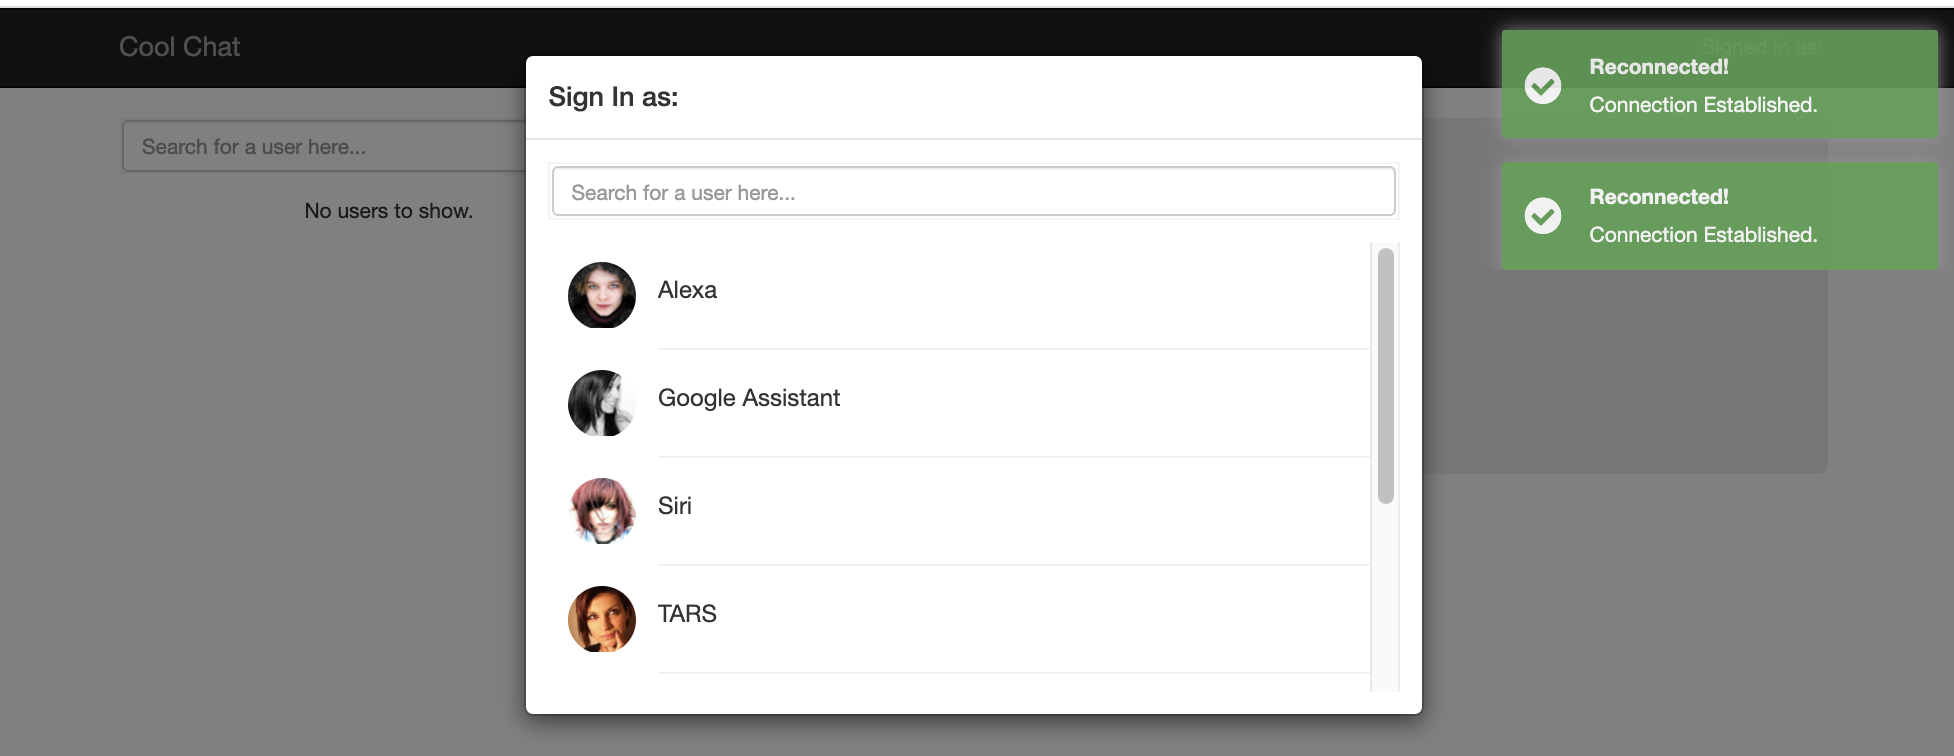 Cool Chat
Signed in as:
Search for a user here...
No users to show.
Sign In as:
Search for a user here...
Alexa
Google Assistant
Siri
TARS
Reconnected!
Connection Established.
Reconnected!
Connection Established.